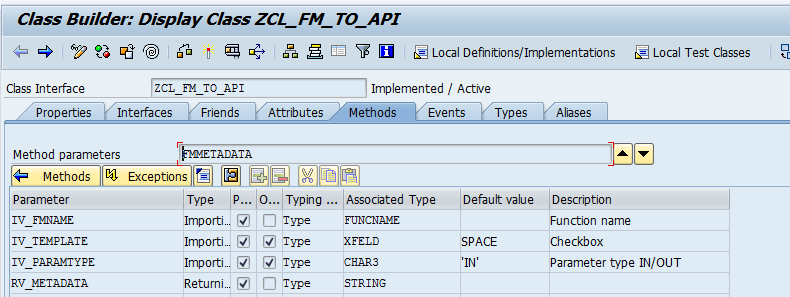 Class Builder: Display Class ZCL_FM_TO_API
Local Definitions/Implementations Local Test Classes
Class Interface ZCL_FM_TO_API Implemented / Active
Properties Interfaces Friends Attributes Methods Events Types Aliases
Method parameters FMMETADATA
Methods Exceptions
Parameter Type P... O... Typing ... Associated Type Default value Description
IV_FMNAME Importi... Type FUNCNAME Function name
IV_TEMPLATE Importi... Type XFELD SPACE Checkbox
IV_PARAMTYPE Importi... Type CHAR3 'IN' Parameter type IN/OUT
RV_METADATA Returni... Type STRING